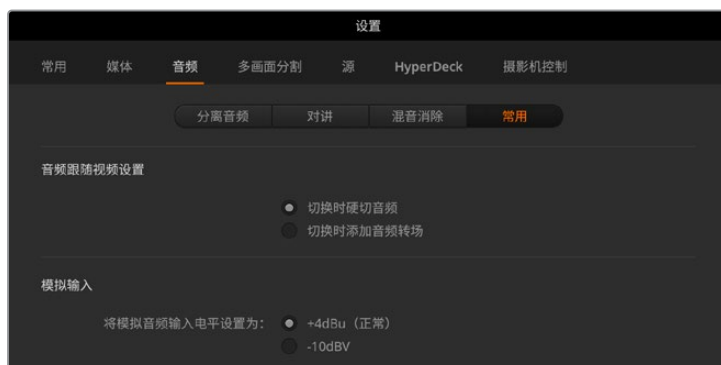 设置
常用 媒体 音频 多画面分割 源 HyperDeck 摄影机控制
分离音频 对讲 混音消除 常用
音频跟随视频设置
切换时硬切音频
切换时添加音频转场
模拟输入
将模拟音频输入电平设置为： +4dBu（正常）
-10dBV